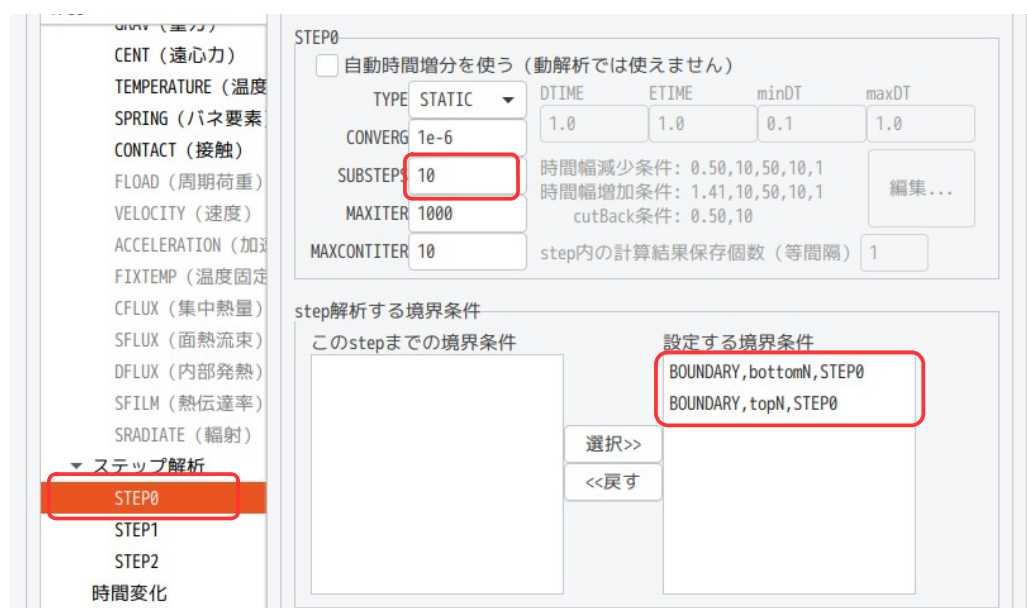 CENT (遠心力)
TEMPERATURE (温度
SPRING (バネ要素
CONTACT (接触)
FLOAD (周期荷重)
VELOCITY (速度)
ACCELERATION (加速
FIXTEMP (温度固定
CFLUX (集中熱量)
SFLUX (面熱流束)
DFLUX (内部発熱)
SFILM (熱伝達率)
SRADIATE (輻射)
ステップ解析
STEP0
STEP1
STEP2
時間変化
STEP0
自動時間増分を使う (動解析では使えません)
TYPE STATIC
DTIME ETIME minDT maxDT
1.0 1.0 0.1 1.0
CONVERG 1e-6
SUBSTEPS 10
時間幅減少条件: 0.50,10,50,10,1
時間幅増加条件: 1.41,10,50,10,1
cutBack条件: 0.50,10
編集...
MAXITER 1000
MAXCONTITER 10
step内の計算結果保存個数 (等間隔) 1
step解析する境界条件
このstepまでの境界条件
設定する境界条件
BOUNDARY,bottomN,STEP0
BOUNDARY,topN,STEP0
選択>>
<<戻す